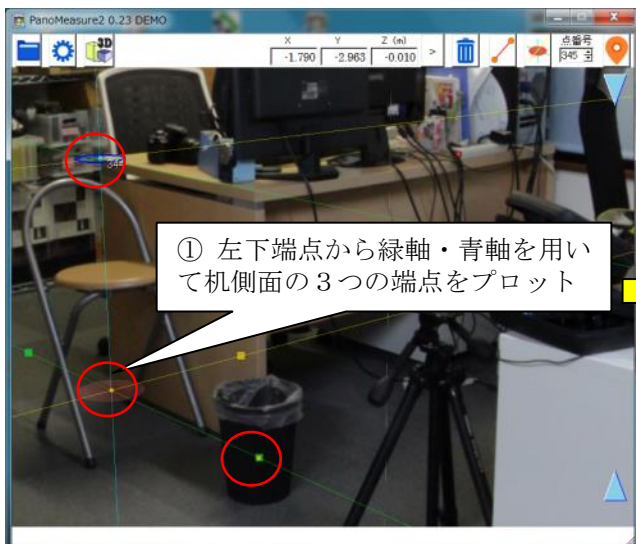 PanoMeasure2 0.23 DEMO
3D
X Y Z (m)
-1.790 -2.963 -0.010 >
点番号
345
① 左下端点から緑軸・青軸を用い
て机側面の３つの端点をプロット